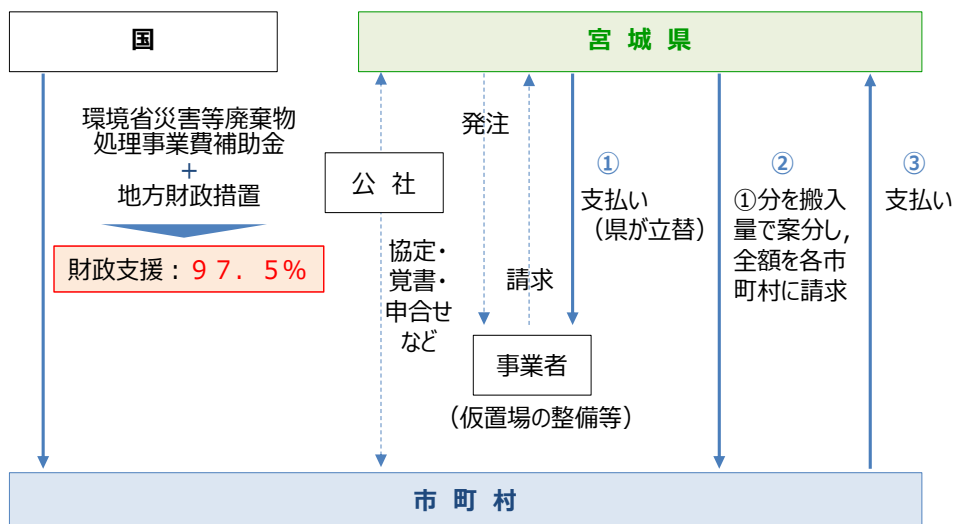 国
宮 城 県
環境省災害等廃棄物
処理事業費補助金
+
地方財政措置
財政支援：９７．５％
公 社
協定・
覚書・
申合せ
など
発注
請求
①
支払い
（県が立替）
事業者
（仮置場の整備等）
②
①分を搬入
量で案分し，
全額を各市
町村に請求
③
支払い
市 町 村